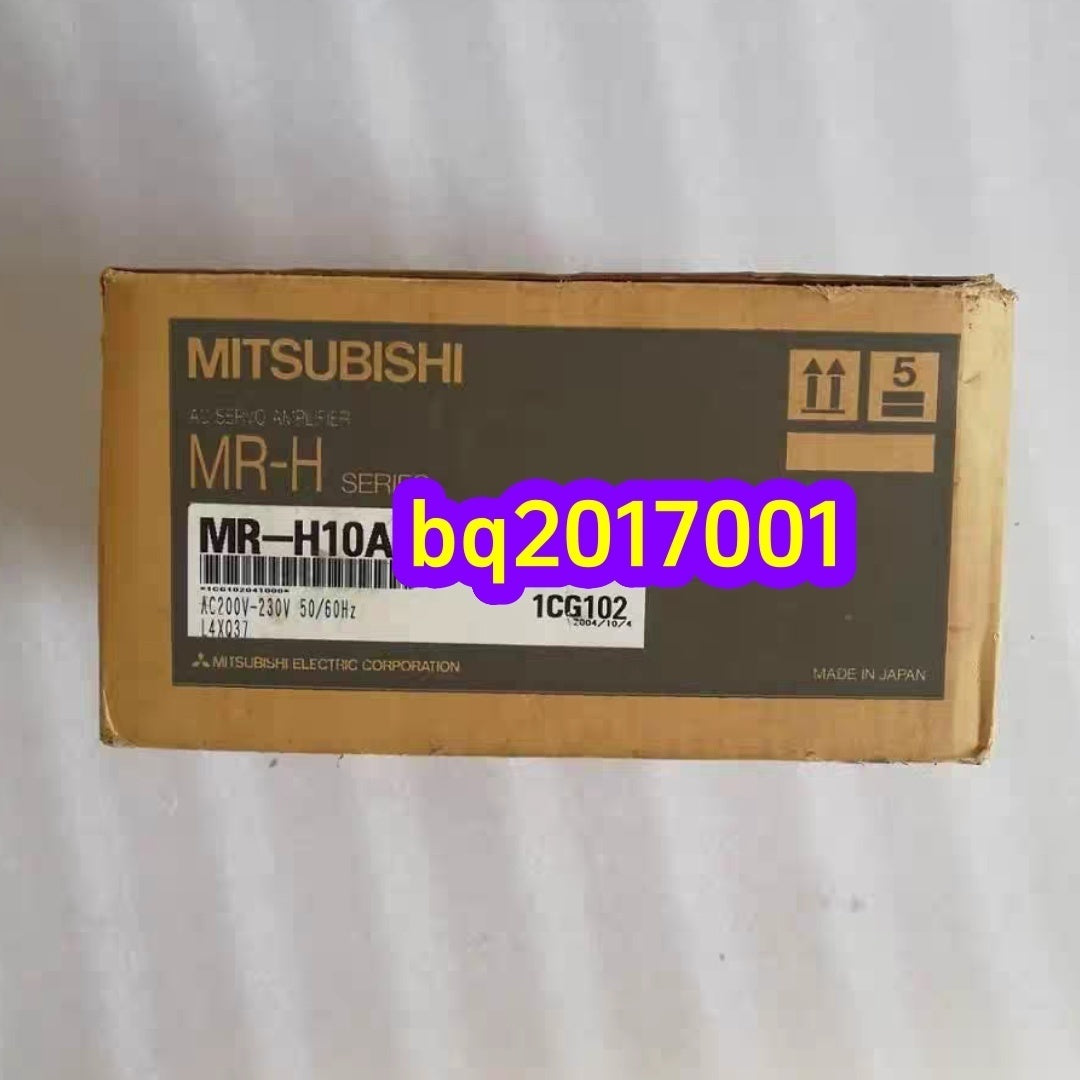 MITSUBISHI
5
AC SERVO AMPLIFIER
MR-H SERIES
MR-H10A
bq2017001
*1CG102041000*
AC200V-230V 50/60Hz
1CG102
2004/10/4
L4X037
MITSUBISHI ELECTRIC CORPORATION
MADE IN JAPAN